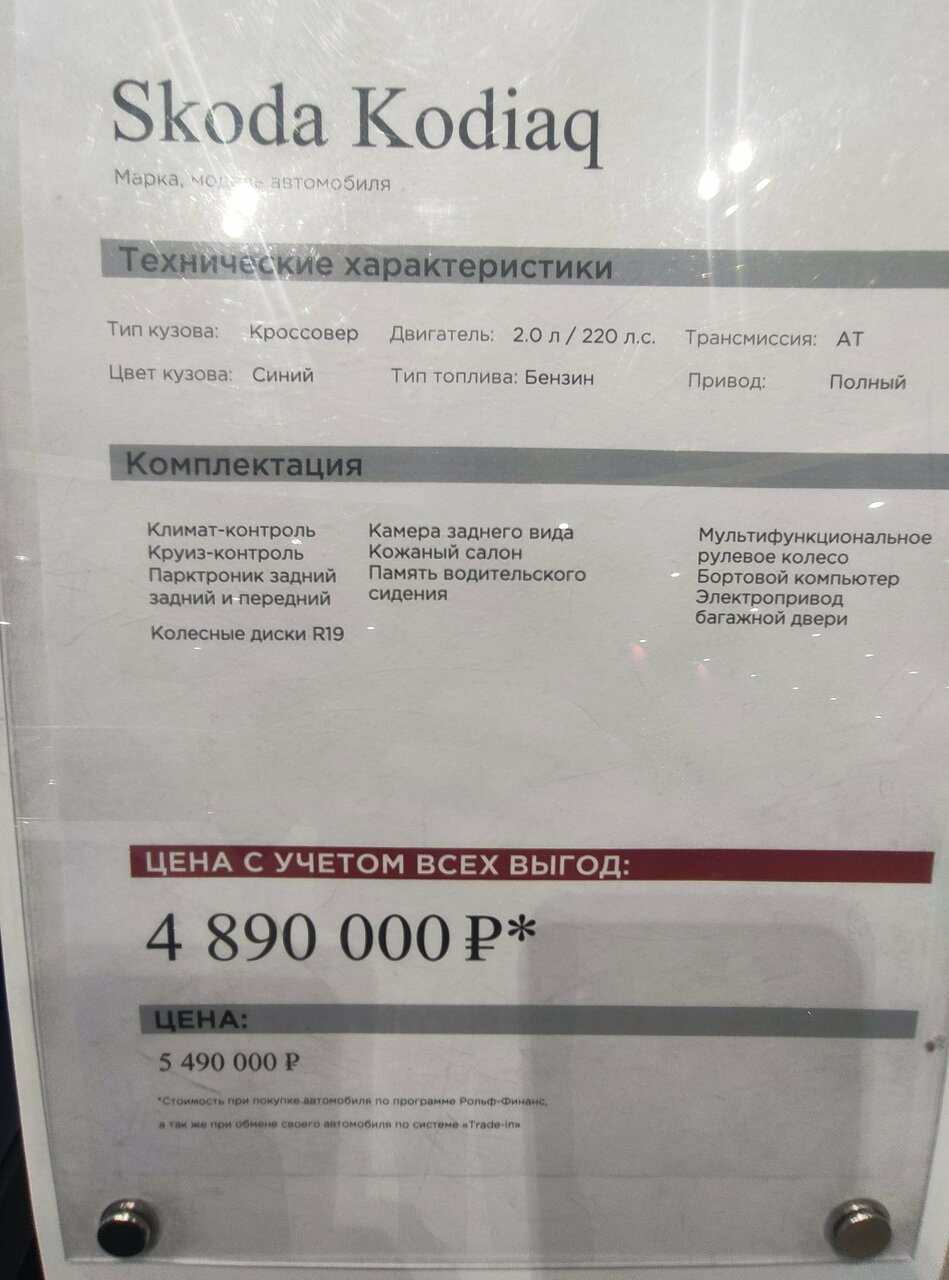 Skoda Kodiaq
Марка, модель автомобиля
Технические характеристики
Тип кузова: Кроссовер Двигатель: 2.0 л / 220 л.с. Трансмиссия: АТ
Цвет кузова: Синий Тип топлива: Бензин Привод: Полный
Комплектация
Климат-контроль
Круиз-контроль
Парктроник задний
задний и передний
Колесные диски R19
Камера заднего вида
Кожаный салон
Память водительского
сидения
Мультифункциональное
рулевое колесо
Бортовой компьютер
Электропривод
багажной двери
ЦЕНА С УЧЕТОМ ВСЕХ ВЫГОД:
4 890 000 ₽*
ЦЕНА:
5 490 000 ₽
*Стоимость при покупке автомобиля по программе Рольф-Финанс,
а так же при обмене своего автомобиля по системе «Trade-in»